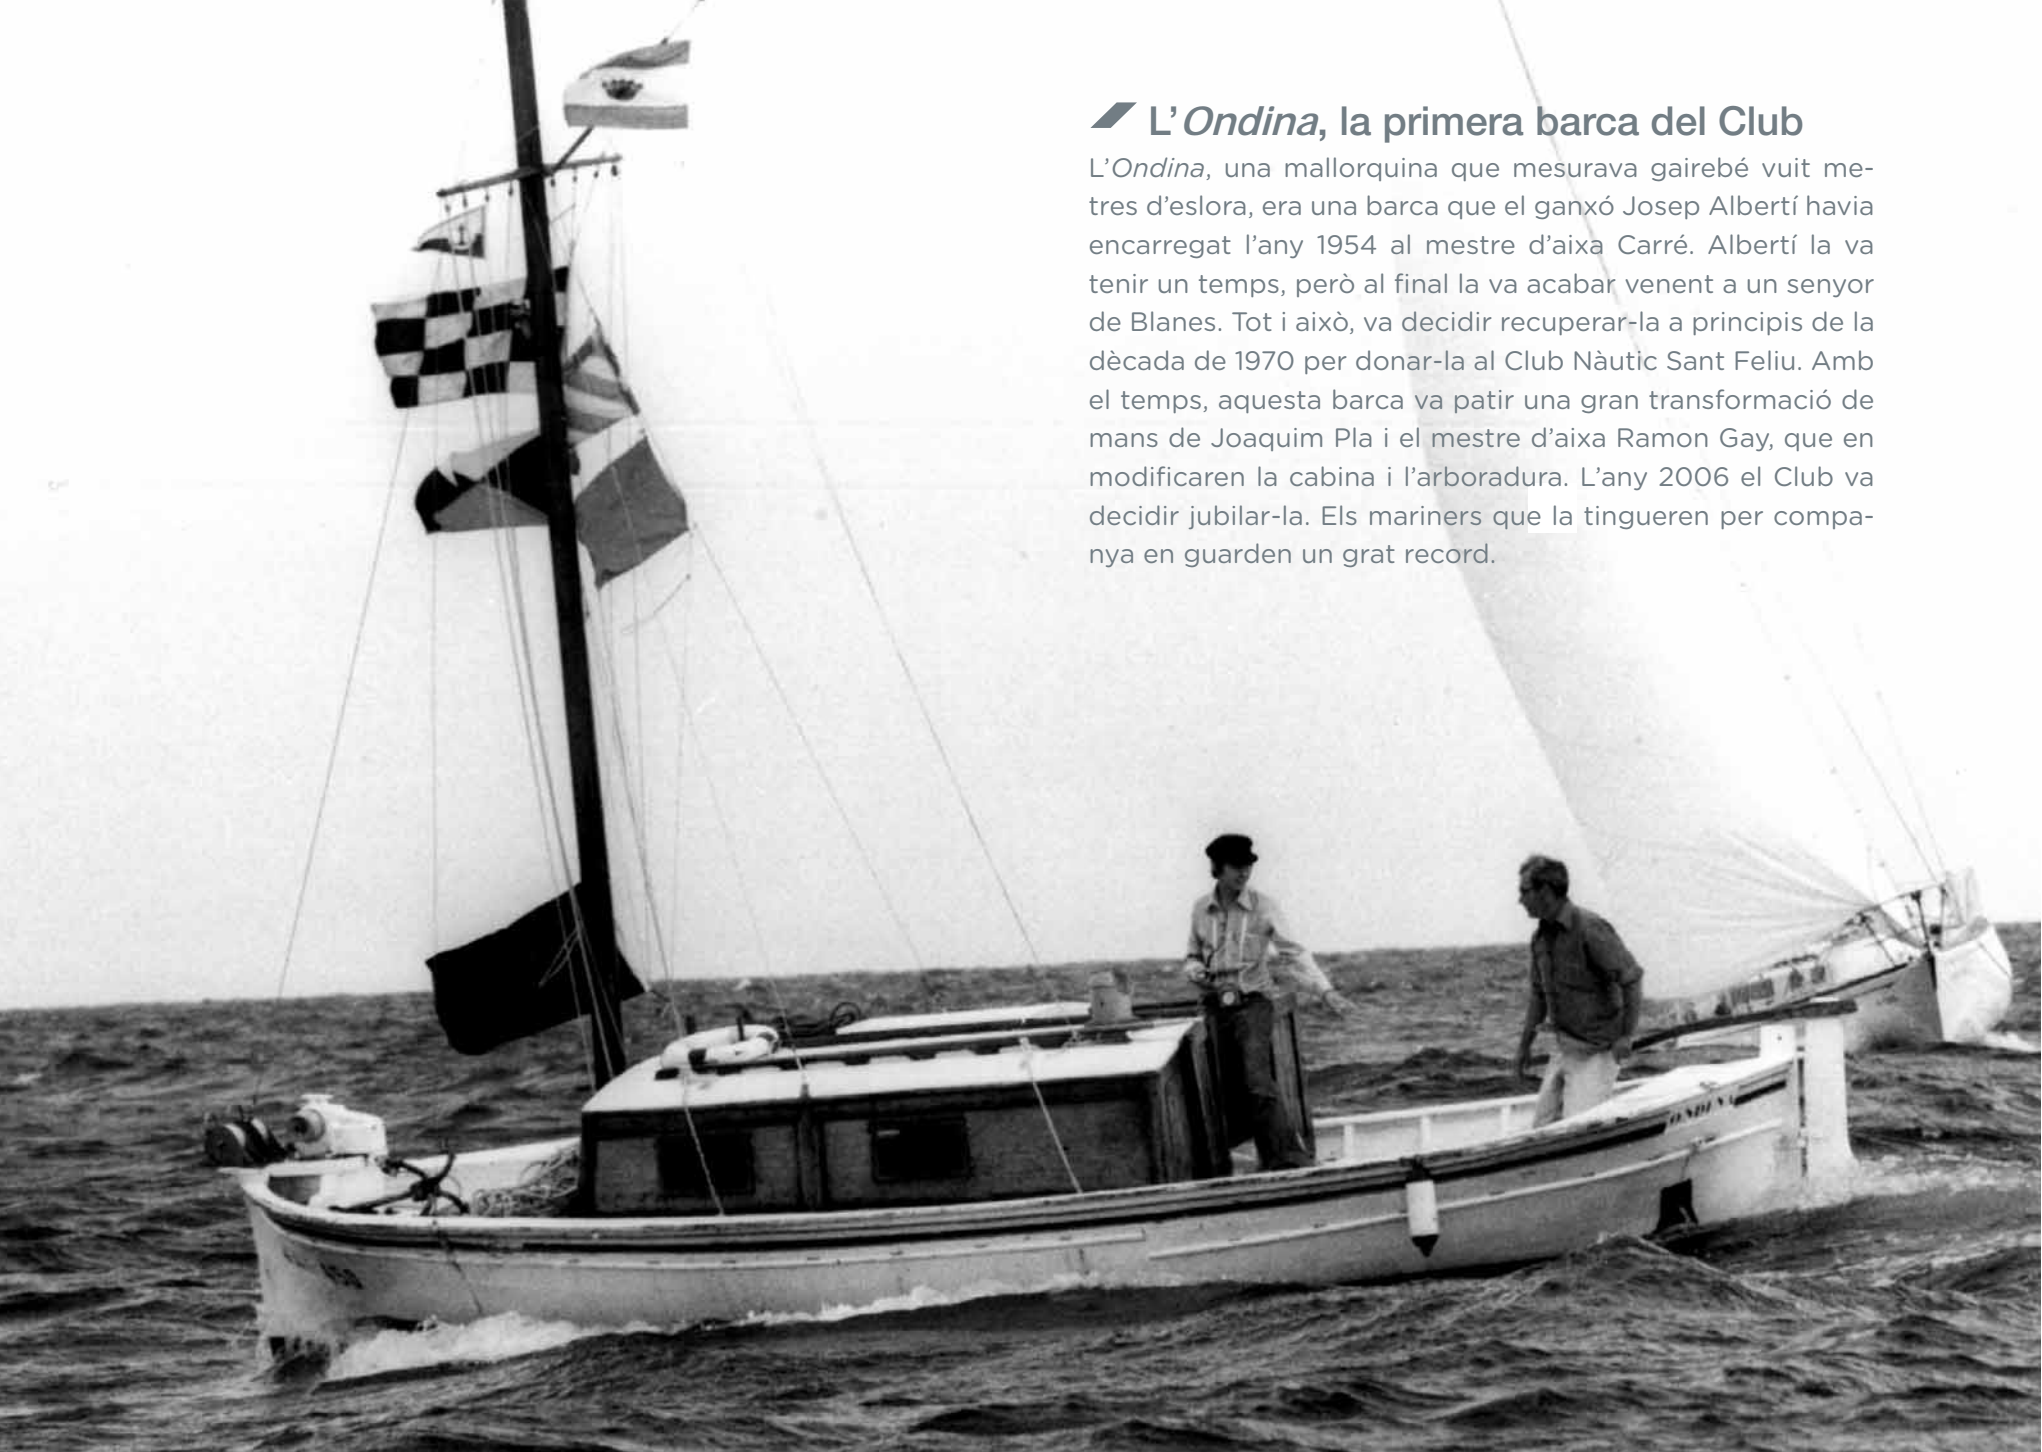 L'Ondina, la primera barca del Club
L'Ondina, una mallorquina que mesurava gairebé vuit me-
tres d'eslora, era una barca que el ganxó Josep Albertí havia
encarregat l'any 1954 al mestre d'aixa Carré. Albertí la va
tenir un temps, però al final la va acabar venent a un senyor
de Blanes. Tot i això, va decidir recuperar-la a principis de la
dècada de 1970 per donar-la al Club Nàutic Sant Feliu. Amb
el temps, aquesta barca va patir una gran transformació de
mans de Joaquim Pla i el mestre d'aixa Ramon Gay, que en
modificaren la cabina i l'arboradura. L'any 2006 el Club va
decidir jubilar-la. Els mariners que la tingueren per compa-
nya en guarden un grat record.
ONDINA